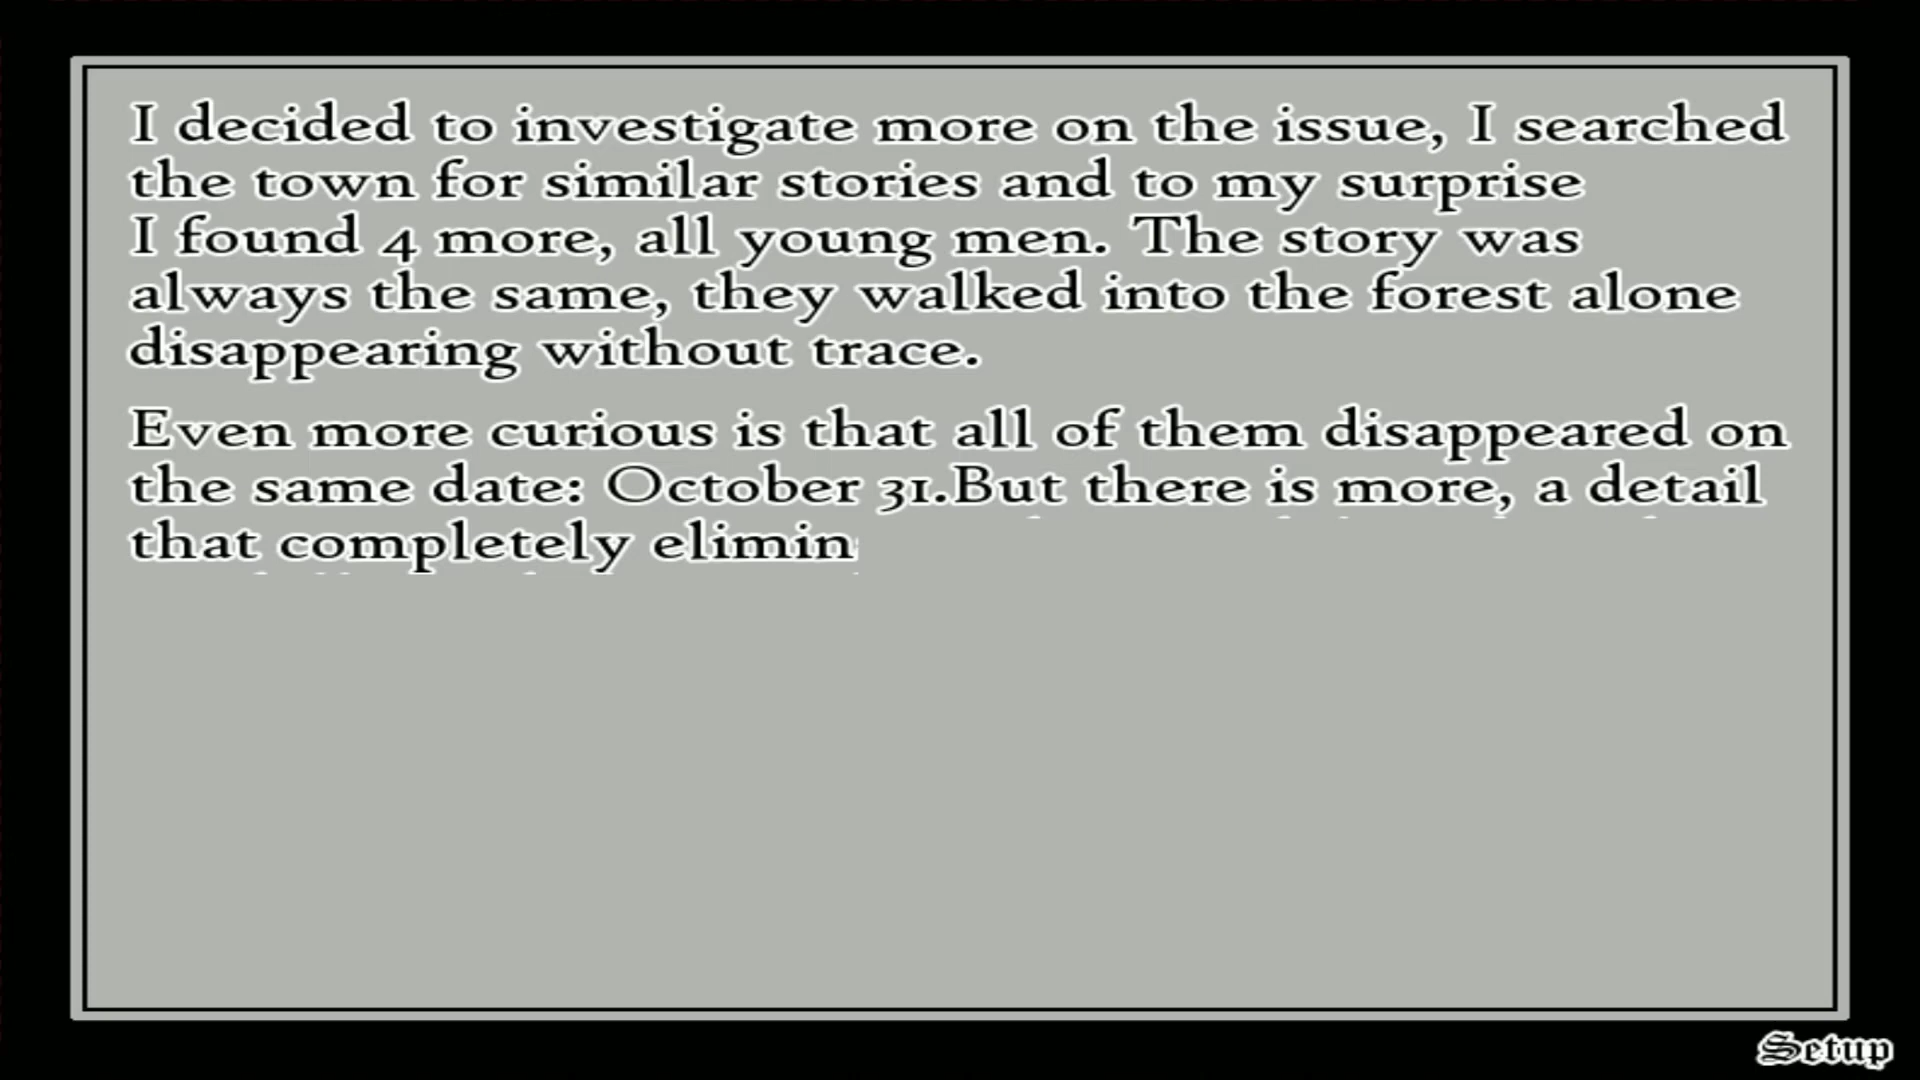 I decided to investigate more on the issue, I searched
the town for similar stories and to my surprise
I found 4 more, all young men. The story was
always the same, they walked into the forest alone
disappearing without trace.
Even more curious is that all of them disappeared on
the same date: October 31.But there is more, a detail
that completely elimin
Setup